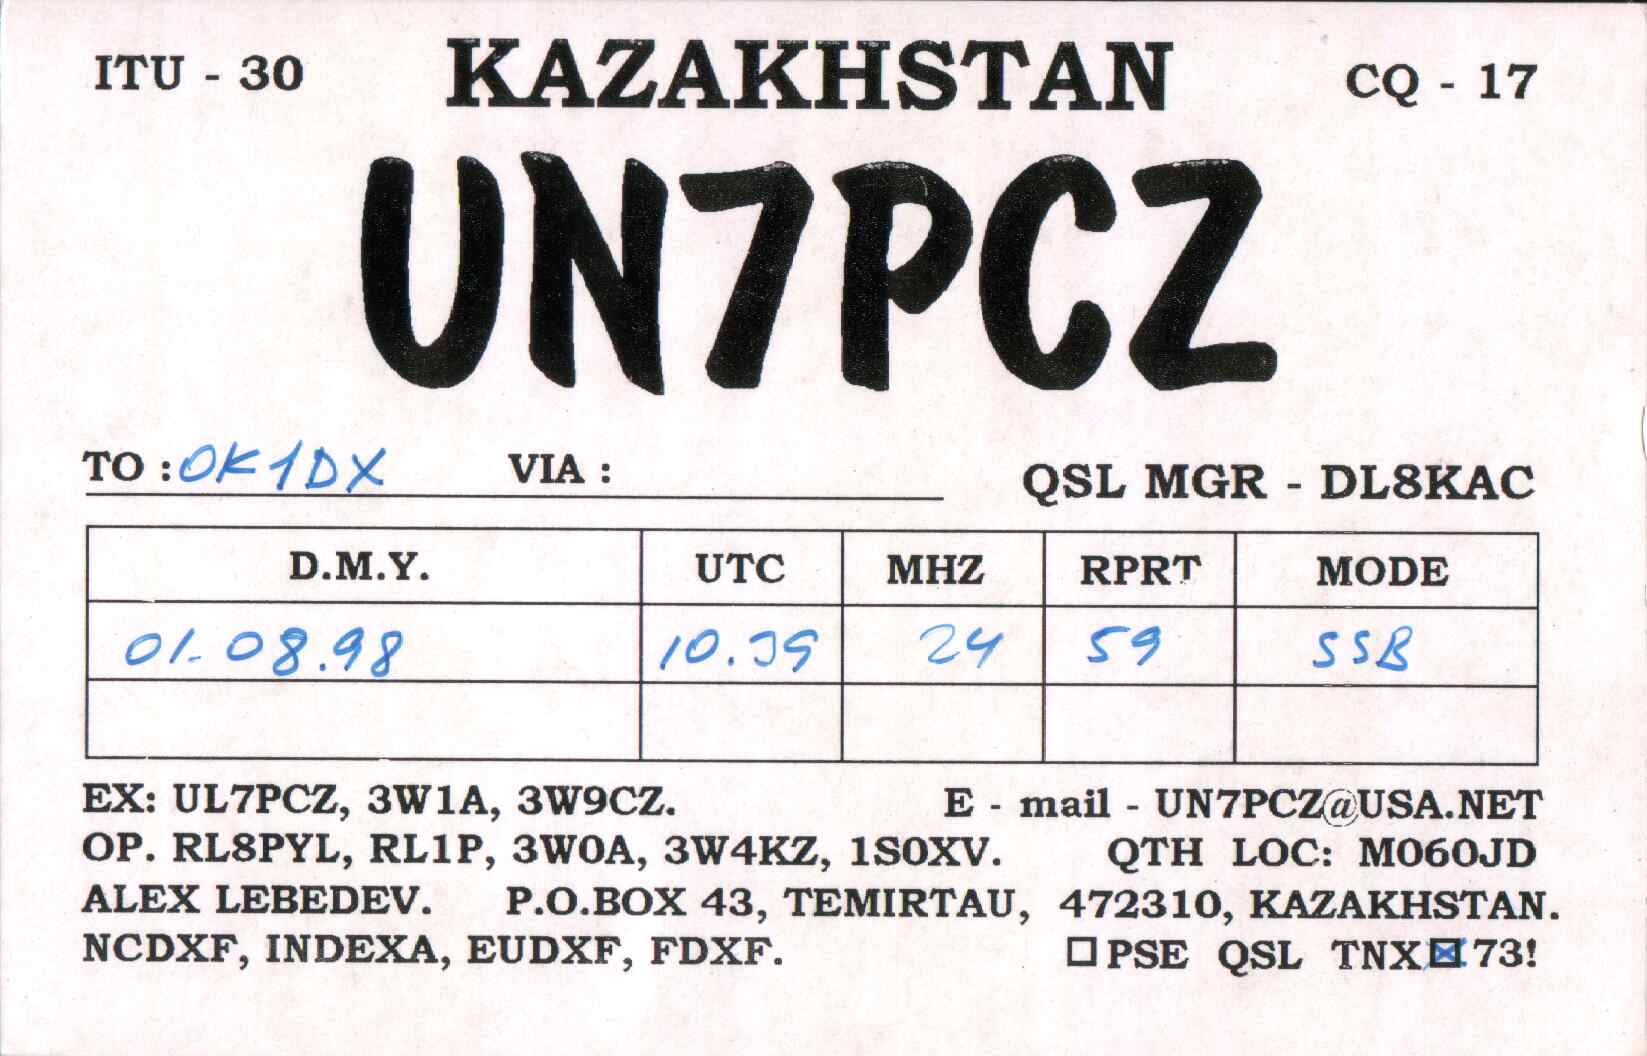 ITU - 30 KAZAKHSTAN CQ - 17
UN7PCZ
TO : OK1DX VIA : QSL MGR - DL8KAC
D.M.Y. UTC MHZ RPRT MODE
01.08.98 10.39 24 59 SSB
EX: UL7PCZ, 3W1A, 3W9CZ. E - mail - UN7PCZ@USA.NET
OP. RL8PYL, RL1P, 3W0A, 3W4KZ, 1S0XV. QTH LOC: MO60JD
ALEX LEBEDEV. P.O.BOX 43, TEMIRTAU, 472310, KAZAKHSTAN.
NCDXF, INDEXA, EUDXF, FDXF. ☐ PSE QSL TNX ☒ 73!